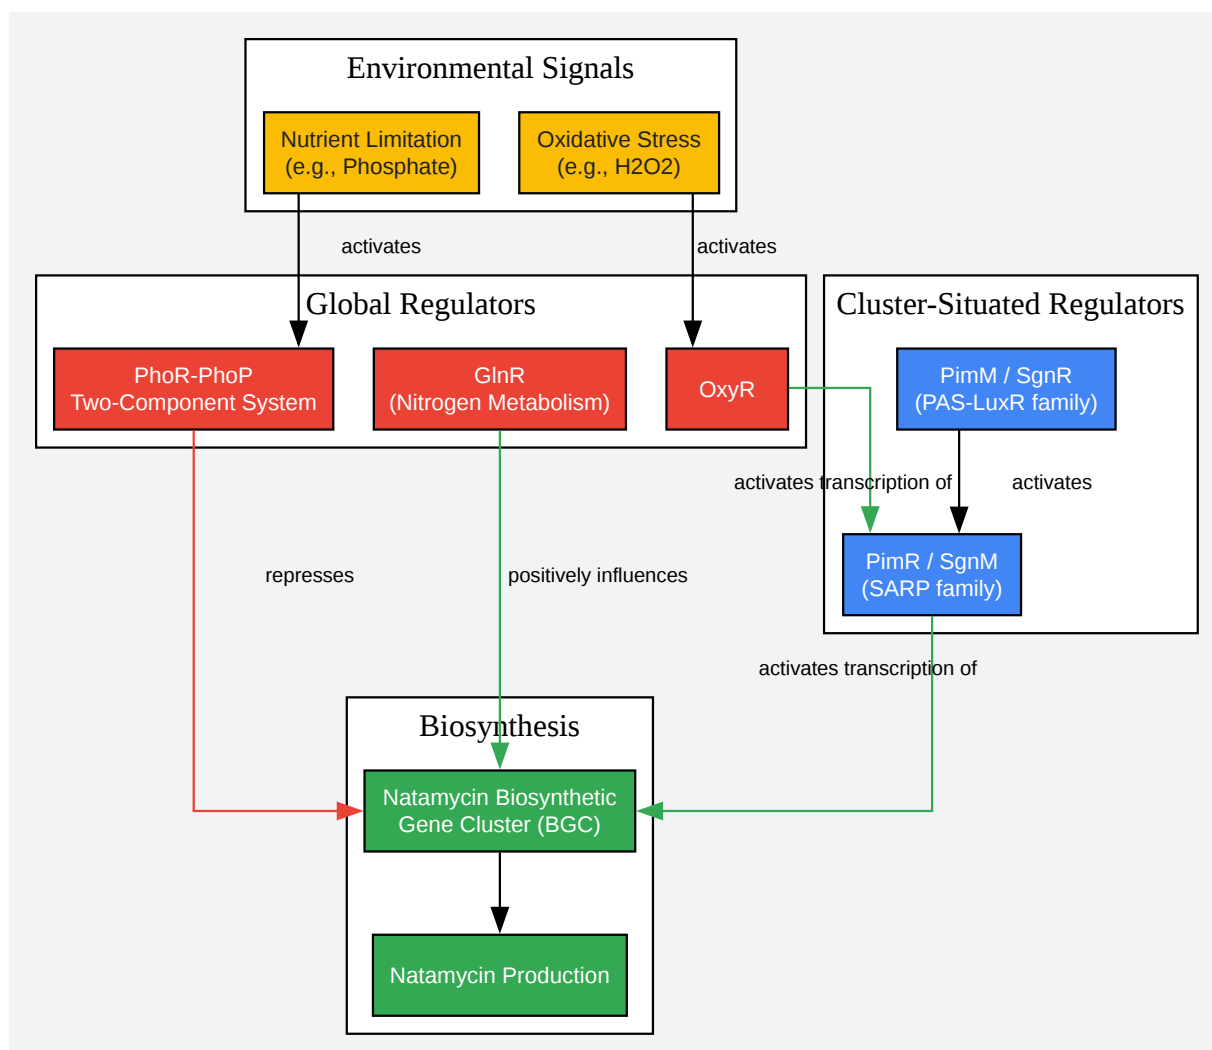 Environmental Signals
Nutrient Limitation
(e.g., Phosphate)
Oxidative Stress
(e.g., H2O2)
activates
activates
Global Regulators
Cluster-Situated Regulators
PhoR-PhoP
Two-Component System
GlnR
(Nitrogen Metabolism)
OxyR
PimM / SgnR
(PAS-LuxR family)
activates transcription of
activates
PimR / SgnM
(SARP family)
represses
positively influences
activates transcription of
Biosynthesis
Natamycin Biosynthetic
Gene Cluster (BGC)
Natamycin Production